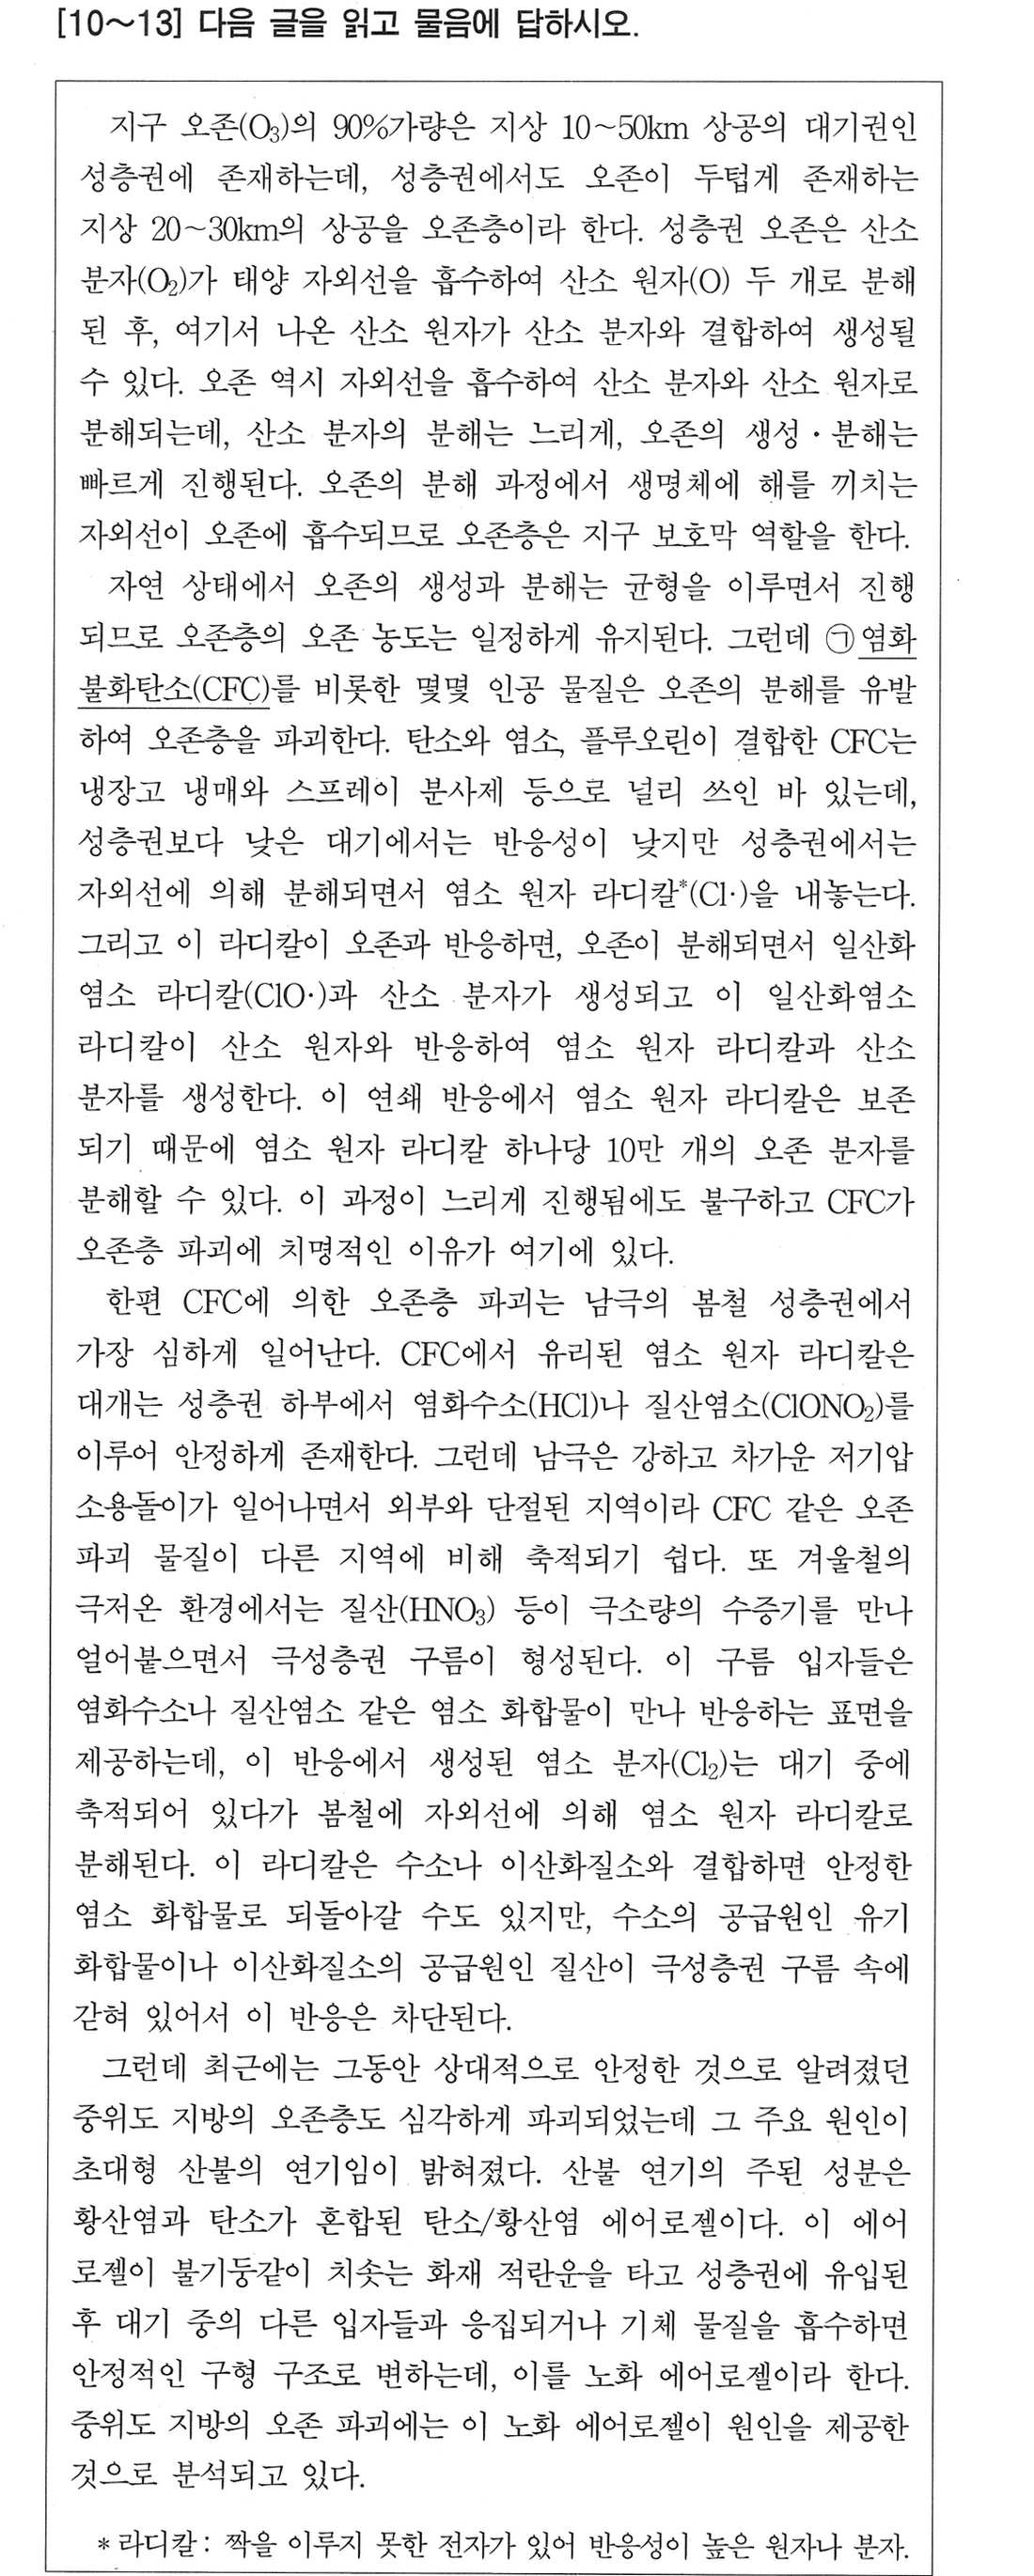 [10～13] 다음 글을 읽고 물음에 답하시오.
지구 오존(O₃)의 90%가량은 지상 10~50km 상공의 대기권인
성층권에 존재하는데, 성층권에서도 오존이 두텁게 존재하는
지상 20~30km의 상공을 오존층이라 한다. 성층권 오존은 산소
분자(O₂)가 태양 자외선을 흡수하여 산소 원자(O) 두 개로 분해
된 후, 여기서 나온 산소 원자가 산소 분자와 결합하여 생성될
수 있다. 오존 역시 자외선을 흡수하여 산소 분자와 산소 원자로
분해되는데, 산소 분자의 분해는 느리게, 오존의 생성·분해는
빠르게 진행된다. 오존의 분해 과정에서 생명체에 해를 끼치는
자외선이 오존에 흡수되므로 오존층은 지구 보호막 역할을 한다.
자연 상태에서 오존의 생성과 분해는 균형을 이루면서 진행
되므로 오존층의 오존 농도는 일정하게 유지된다. 그런데 ㉠염화
불화탄소(CFC)를 비롯한 몇몇 인공 물질은 오존의 분해를 유발
하여 오존층을 파괴한다. 탄소와 염소, 플루오린이 결합한 CFC는
냉장고 냉매와 스프레이 분사제 등으로 널리 쓰인 바 있는데,
성층권보다 낮은 대기에서는 반응성이 낮지만 성층권에서는
자외선에 의해 분해되면서 염소 원자 라디칼*(Cl·)을 내놓는다.
그리고 이 라디칼이 오존과 반응하면, 오존이 분해되면서 일산화
염소 라디칼(ClO·)과 산소 분자가 생성되고 이 일산화염소
라디칼이 산소 원자와 반응하여 염소 원자 라디칼과 산소
분자를 생성한다. 이 연쇄 반응에서 염소 원자 라디칼은 보존
되기 때문에 염소 원자 라디칼 하나당 10만 개의 오존 분자를
분해할 수 있다. 이 과정이 느리게 진행됨에도 불구하고 CFC가
오존층 파괴에 치명적인 이유가 여기에 있다.
한편 CFC에 의한 오존층 파괴는 남극의 봄철 성층권에서
가장 심하게 일어난다. CFC에서 유리된 염소 원자 라디칼은
대개는 성층권 하부에서 염화수소(HCl)나 질산염소(ClONO₂)를
이루어 안정하게 존재한다. 그런데 남극은 강하고 차가운 저기압
소용돌이가 일어나면서 외부와 단절된 지역이라 CFC 같은 오존
파괴 물질이 다른 지역에 비해 축적되기 쉽다. 또 겨울철의
극저온 환경에서는 질산(HNO₃) 등이 극소량의 수증기를 만나
얼어붙으면서 극성층권 구름이 형성된다. 이 구름 입자들은
염화수소나 질산염소 같은 염소 화합물이 만나 반응하는 표면을
제공하는데, 이 반응에서 생성된 염소 분자(Cl₂)는 대기 중에
축적되어 있다가 봄철에 자외선에 의해 염소 원자 라디칼로
분해된다. 이 라디칼은 수소나 이산화질소와 결합하면 안정한
염소 화합물로 되돌아갈 수도 있지만, 수소의 공급원인 유기
화합물이나 이산화질소의 공급원인 질산이 극성층권 구름 속에
갇혀 있어서 이 반응은 차단된다.
그런데 최근에는 그동안 상대적으로 안정한 것으로 알려졌던
중위도 지방의 오존층도 심각하게 파괴되었는데 그 주요 원인이
초대형 산불의 연기임이 밝혀졌다. 산불 연기의 주된 성분은
황산염과 탄소가 혼합된 탄소/황산염 에어로젤이다. 이 에어
로젤이 불기둥같이 치솟는 화재 적란운을 타고 성층권에 유입된
후 대기 중의 다른 입자들과 응집되거나 기체 물질을 흡수하면
안정적인 구형 구조로 변하는데, 이를 노화 에어로젤이라 한다.
중위도 지방의 오존 파괴에는 이 노화 에어로젤이 원인을 제공한
것으로 분석되고 있다.
*라디칼: 짝을 이루지 못한 전자가 있어 반응성이 높은 원자나 분자.